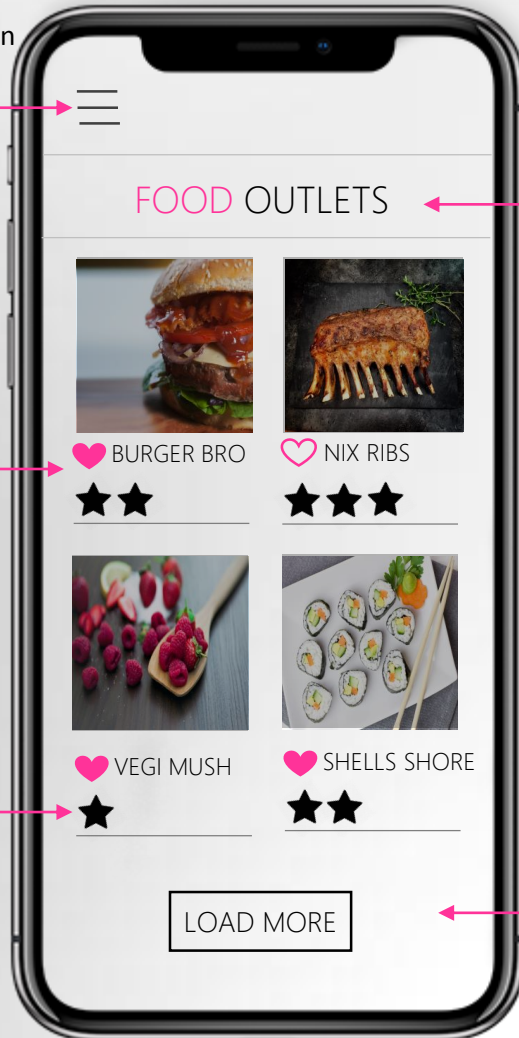 n
FOOD OUTLETS
BURGER BRO
NIX RIBS
VEGI MUSH
SHELLS SHORE
LOAD MORE